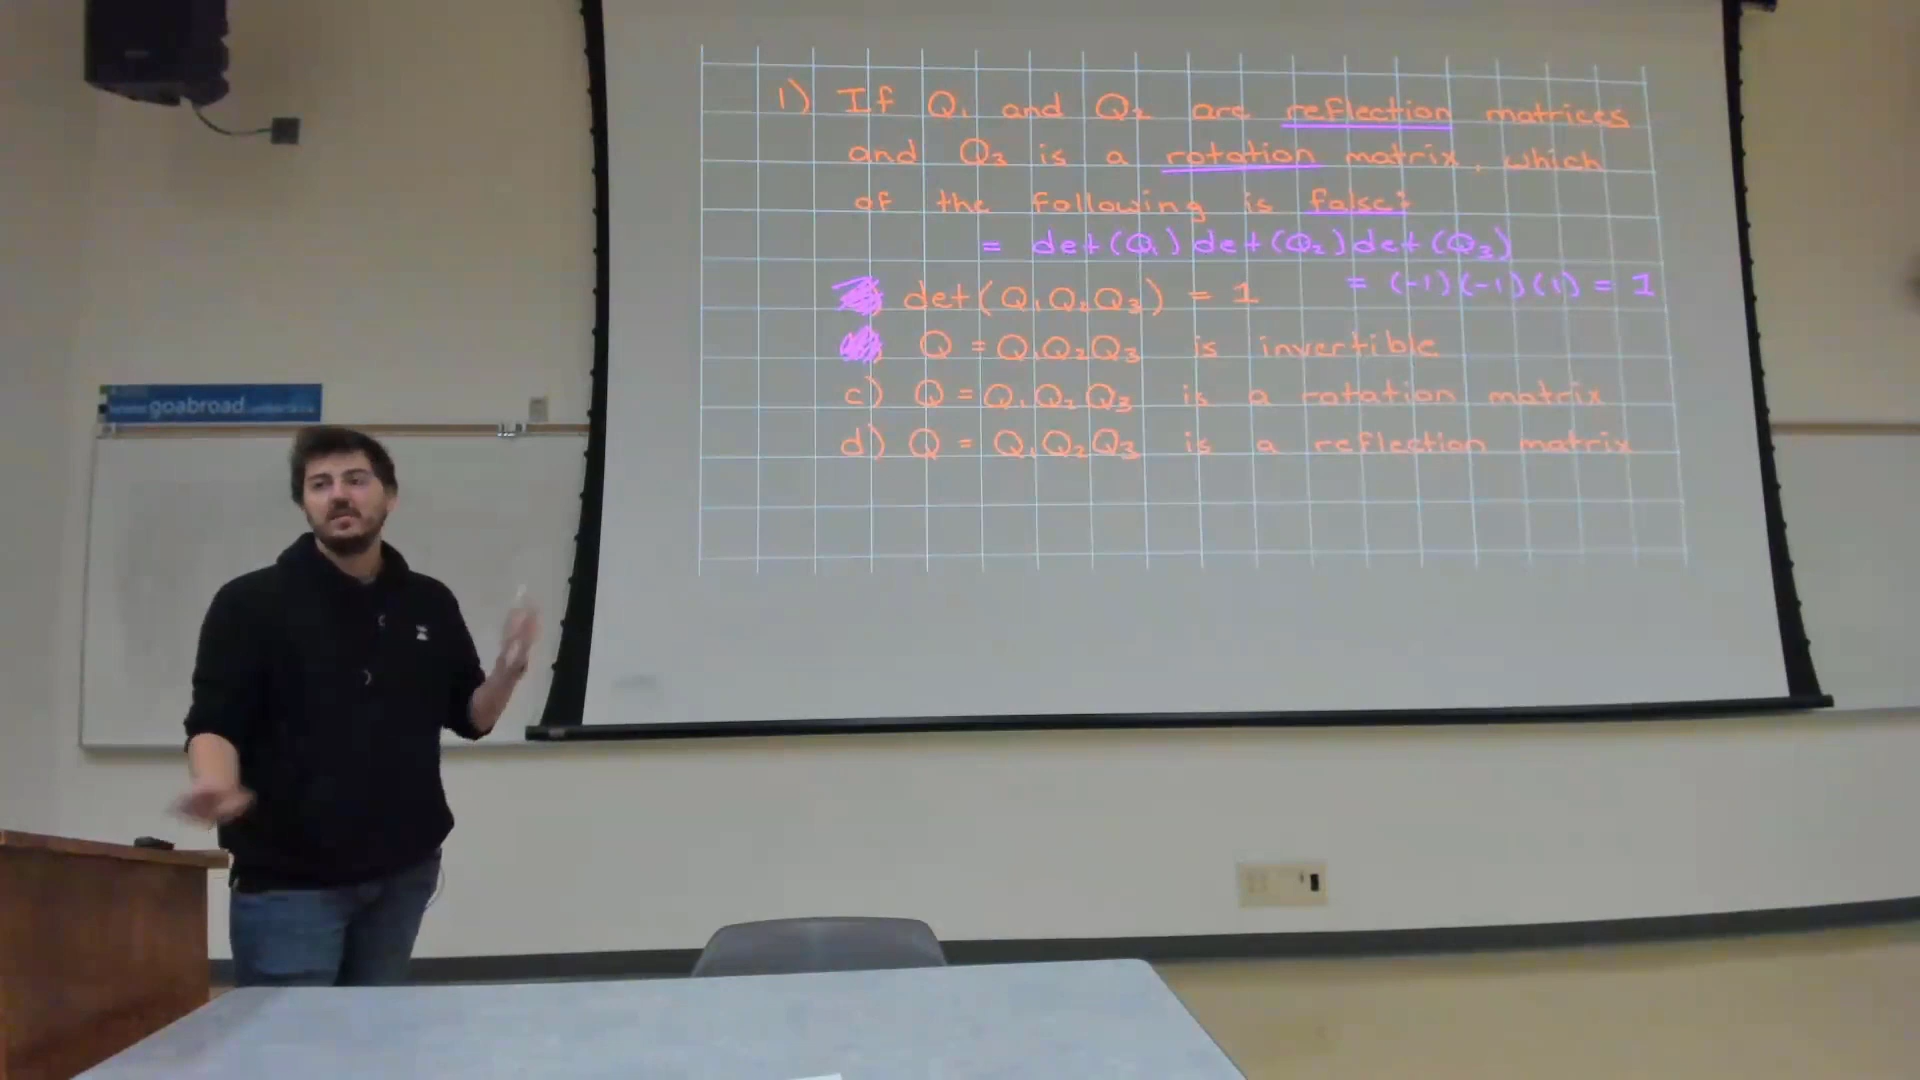 1) If Q₁ and Q₂ are reflection matrices
and Q₃ is a rotation matrix, which
of the following is false?
= det(Q₁)det(Q₂)det(Q₃)
= (-1)(-1)(1) = 1
det(Q₁Q₂Q₃) = 1
Q = Q₁Q₂Q₃ is invertible
c) Q = Q₁Q₂Q₃ is a rotation matrix
d) Q = Q₁Q₂Q₃ is a reflection matrix
goabroad